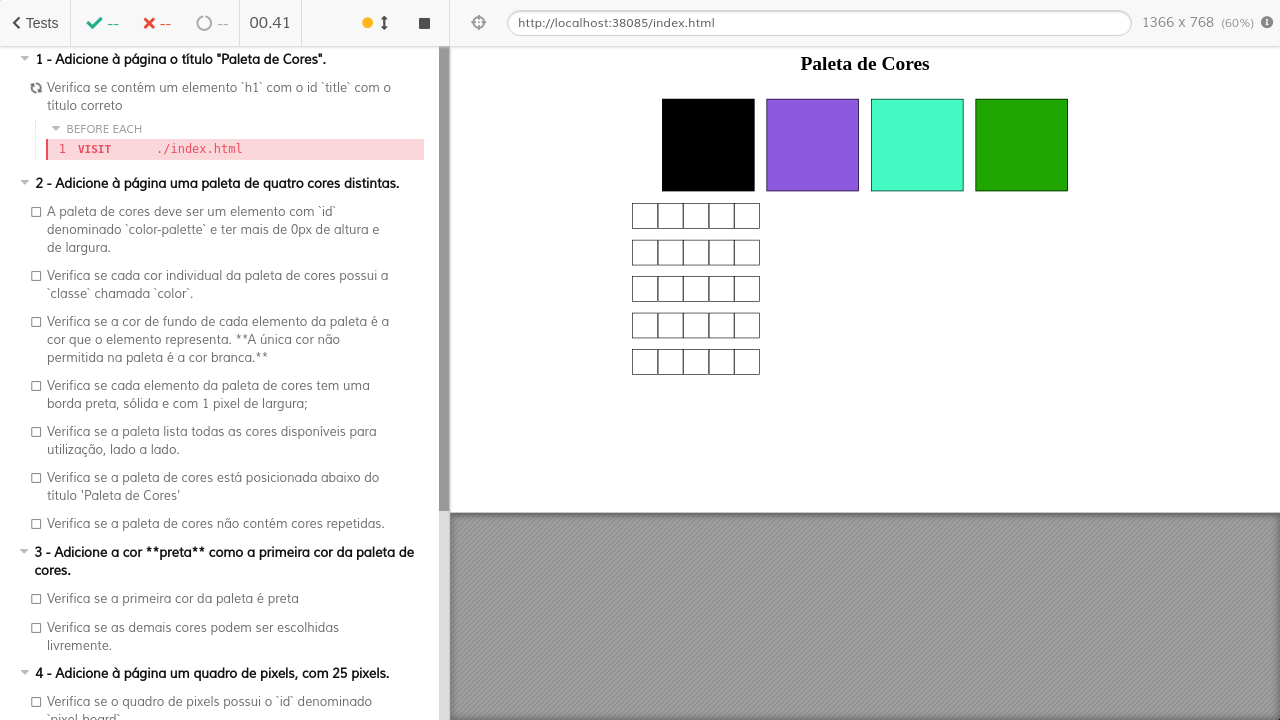 Tests
--
--
--
00.41
http://localhost:38085/index.html
1366 x 768 (60%)
1 - Adicione à página o título "Paleta de Cores".
Verifica se contém um elemento `h1` com o id `title` com o
título correto
BEFORE EACH
1 VISIT ./index.html
2 - Adicione à página uma paleta de quatro cores distintas.
A paleta de cores deve ser um elemento com `id`
denominado `color-palette` e ter mais de 0px de altura e
de largura.
Verifica se cada cor individual da paleta de cores possui a
`classe` chamada `color`.
Verifica se a cor de fundo de cada elemento da paleta é a
cor que o elemento representa. **A única cor não
permitida na paleta é a cor branca.**
Verifica se cada elemento da paleta de cores tem uma
borda preta, sólida e com 1 pixel de largura;
Verifica se a paleta lista todas as cores disponíveis para
utilização, lado a lado.
Verifica se a paleta de cores está posicionada abaixo do
título 'Paleta de Cores'
Verifica se a paleta de cores não contém cores repetidas.
3 - Adicione a cor **preta** como a primeira cor da paleta de
cores.
Verifica se a primeira cor da paleta é preta
Verifica se as demais cores podem ser escolhidas
livremente.
4 - Adicione à página um quadro de pixels, com 25 pixels.
Verifica se o quadro de pixels possui o `id` denominado
`pixel-board`
Paleta de Cores